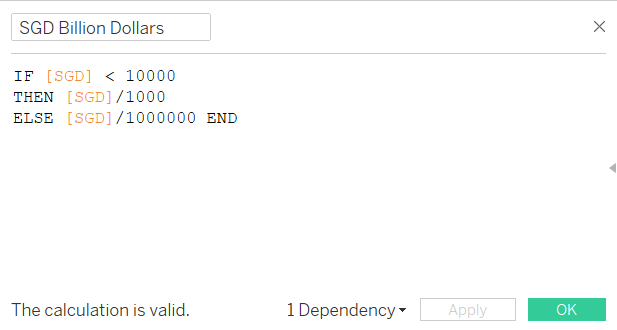 SGD Billion Dollars
IF [SGD] < 10000
THEN [SGD]/1000
ELSE [SGD]/1000000 END
The calculation is valid.
1 Dependency
Apply
OK